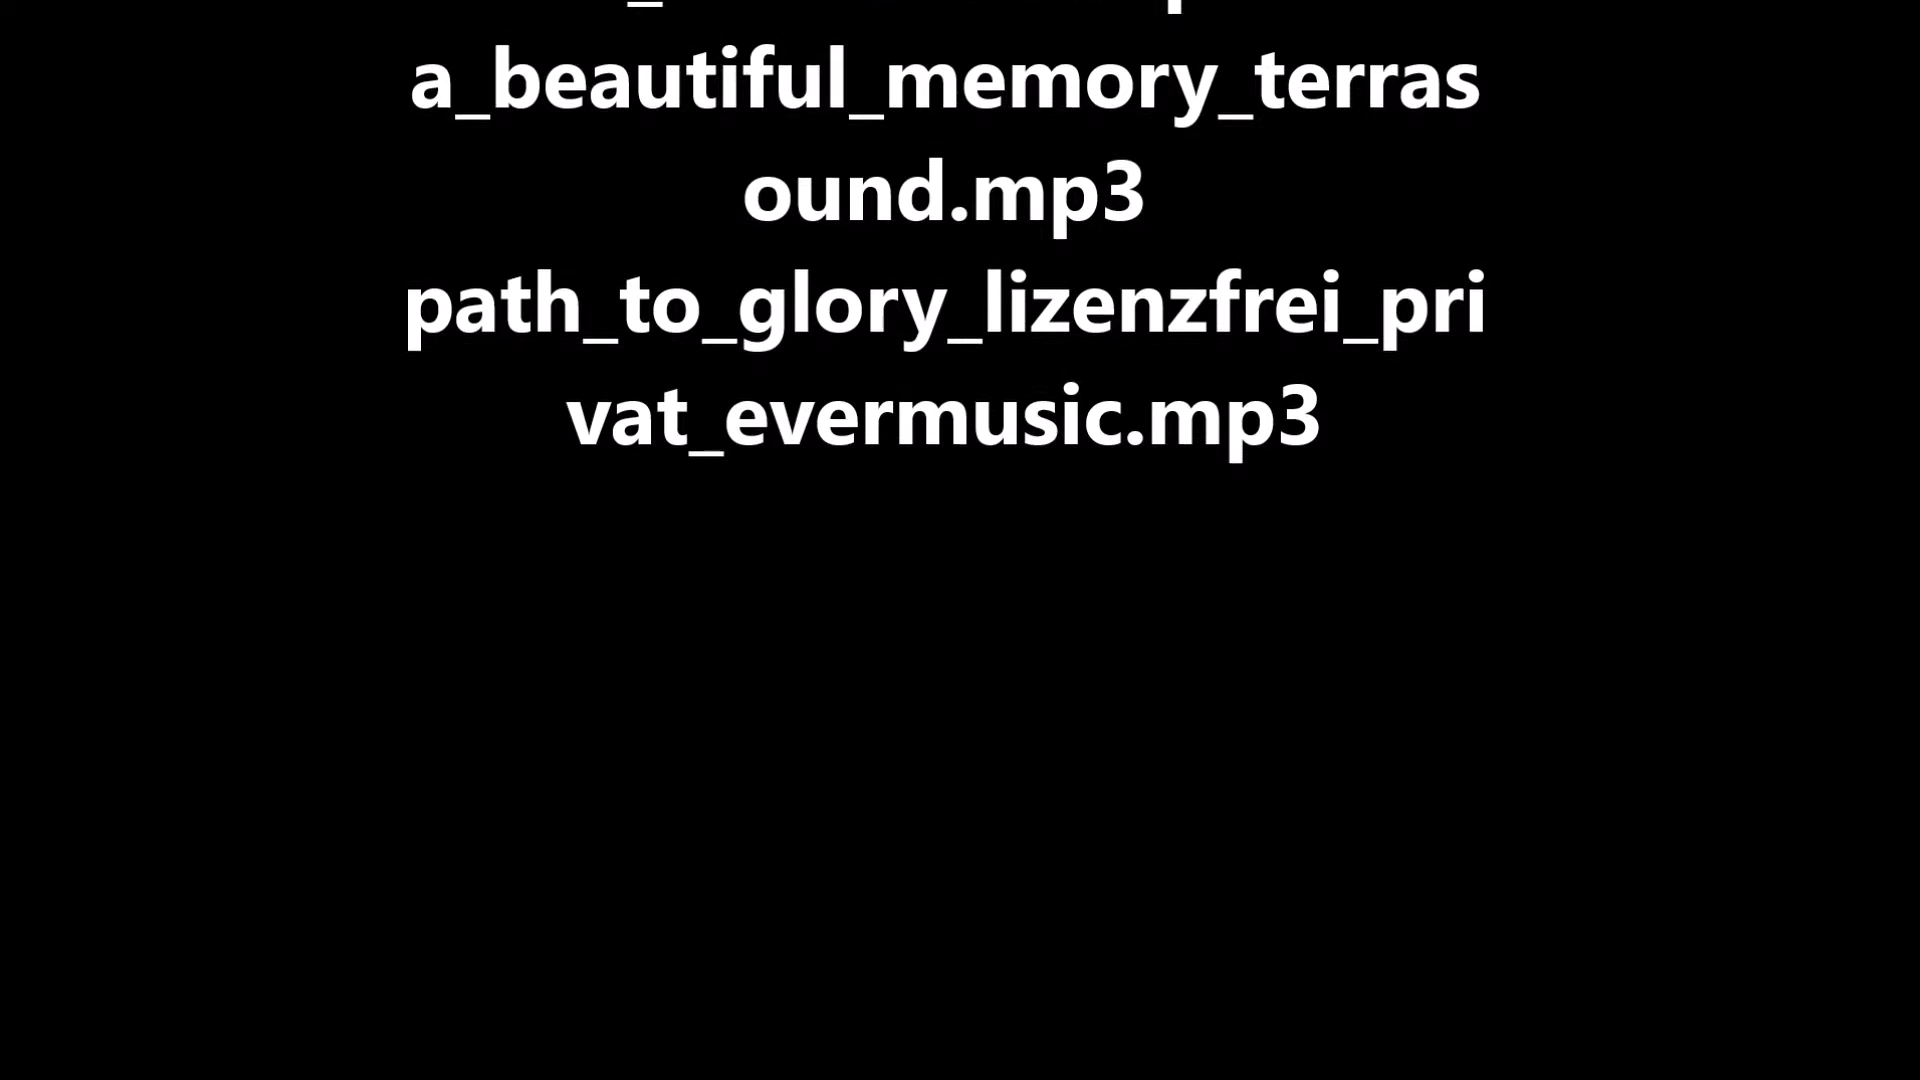 a_beautiful_memory_terras
ound.mp3
path_to_glory_lizenzfrei_pri
vat_evermusic.mp3